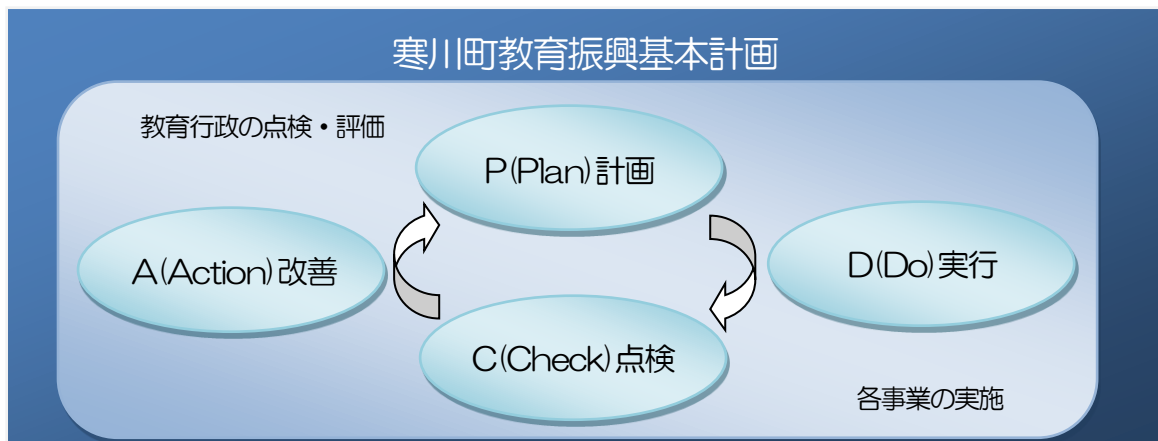 寒川町教育振興基本計画
教育行政の点検・評価
P(Plan)計画
A(Action)改善
D(Do)実行
C(Check)点検
各事業の実施